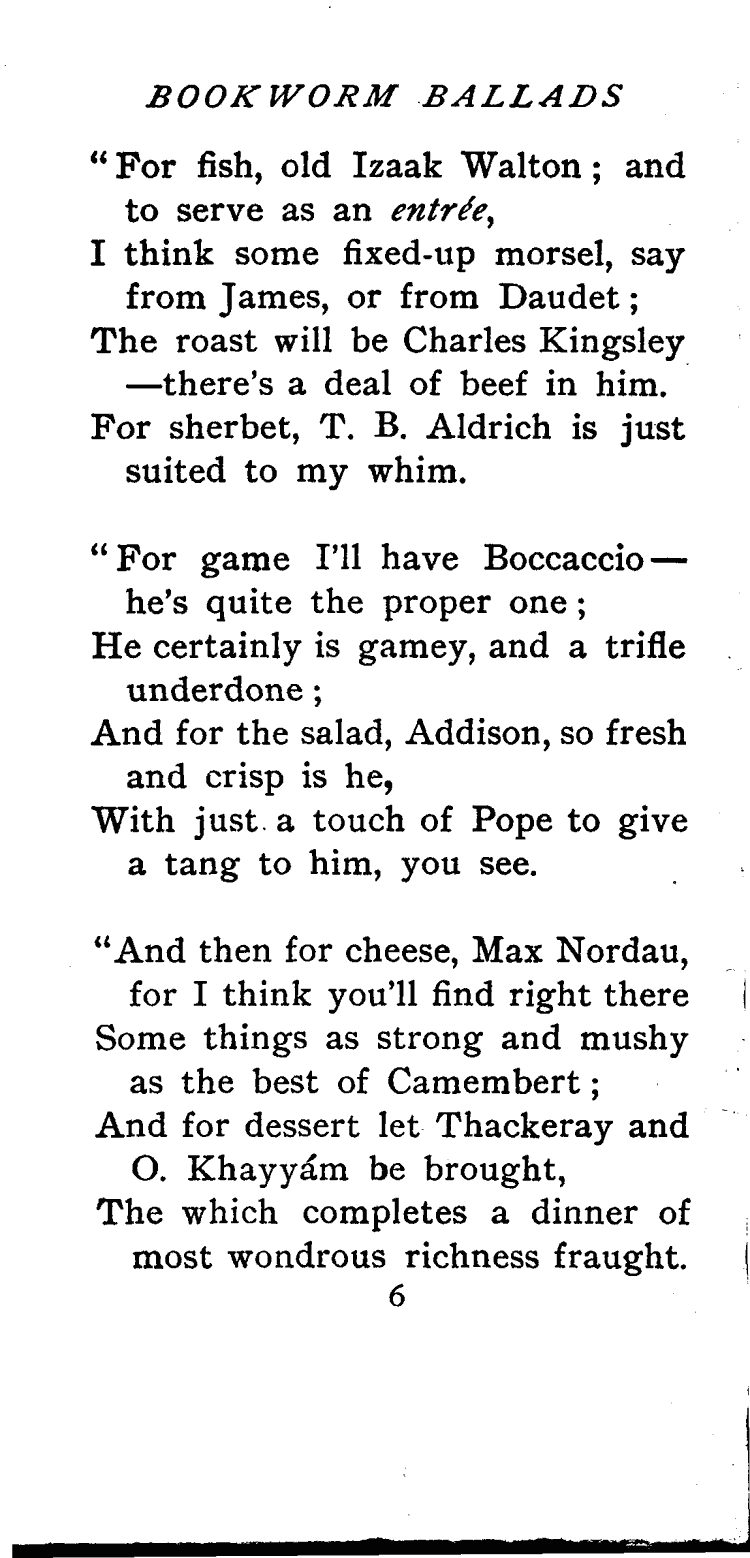 BOOKWORM BALLADS
“For fish, old Izaak Walton; and
to serve as an entrée,
I think some fixed-up morsel, say
from James, or from Daudet;
The roast will be Charles Kingsley
—there's a deal of beef in him.
For sherbet, T. B. Aldrich is just
suited to my whim.
“For game I'll have Boccaccio—
he's quite the proper one;
He certainly is gamey, and a trifle
underdone;
And for the salad, Addison, so fresh
and crisp is he,
With just a touch of Pope to give
a tang to him, you see.
“And then for cheese, Max Nordau,
for I think you'll find right there
Some things as strong and mushy
as the best of Camembert;
And for dessert let Thackeray and
O. Khayyám be brought,
The which completes a dinner of
most wondrous richness fraught.
6